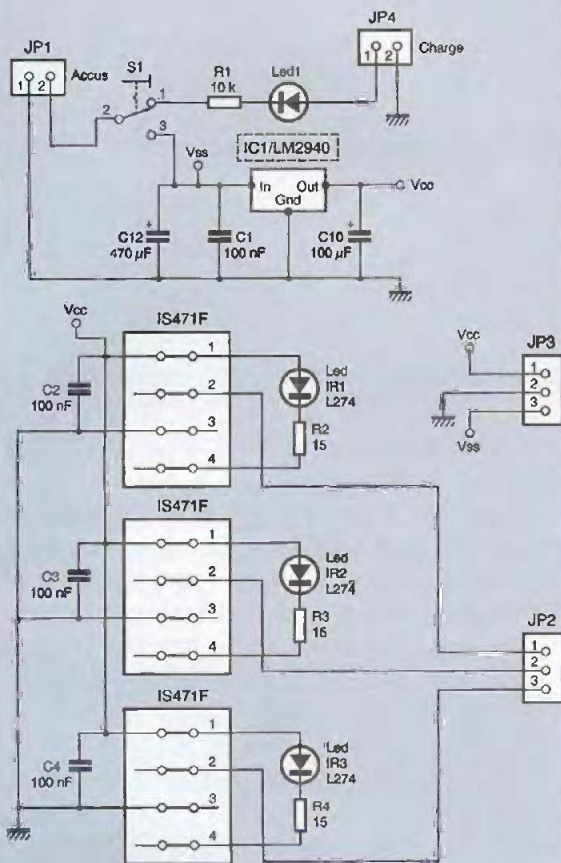 JP1
1 2
Accus
S1
2
1
3
R1
10 k
Led1
JP4
1 2
Charge
Vss
IC1/LM2940
In Out
Gnd
Vcc
C12
470 µF
+
C1
100 nF
C10
100 µF
+
Vcc
IS471F
1
2
3
4
C2
100 nF
Led
IR1
L274
R2
15
Vcc
JP3
1
2
3
Vss
IS471F
1
2
3
4
C3
100 nF
Led
IR2
L274
R3
15
JP2
1
2
3
IS471F
1
2
3
4
C4
100 nF
Led
IR3
L274
R4
15